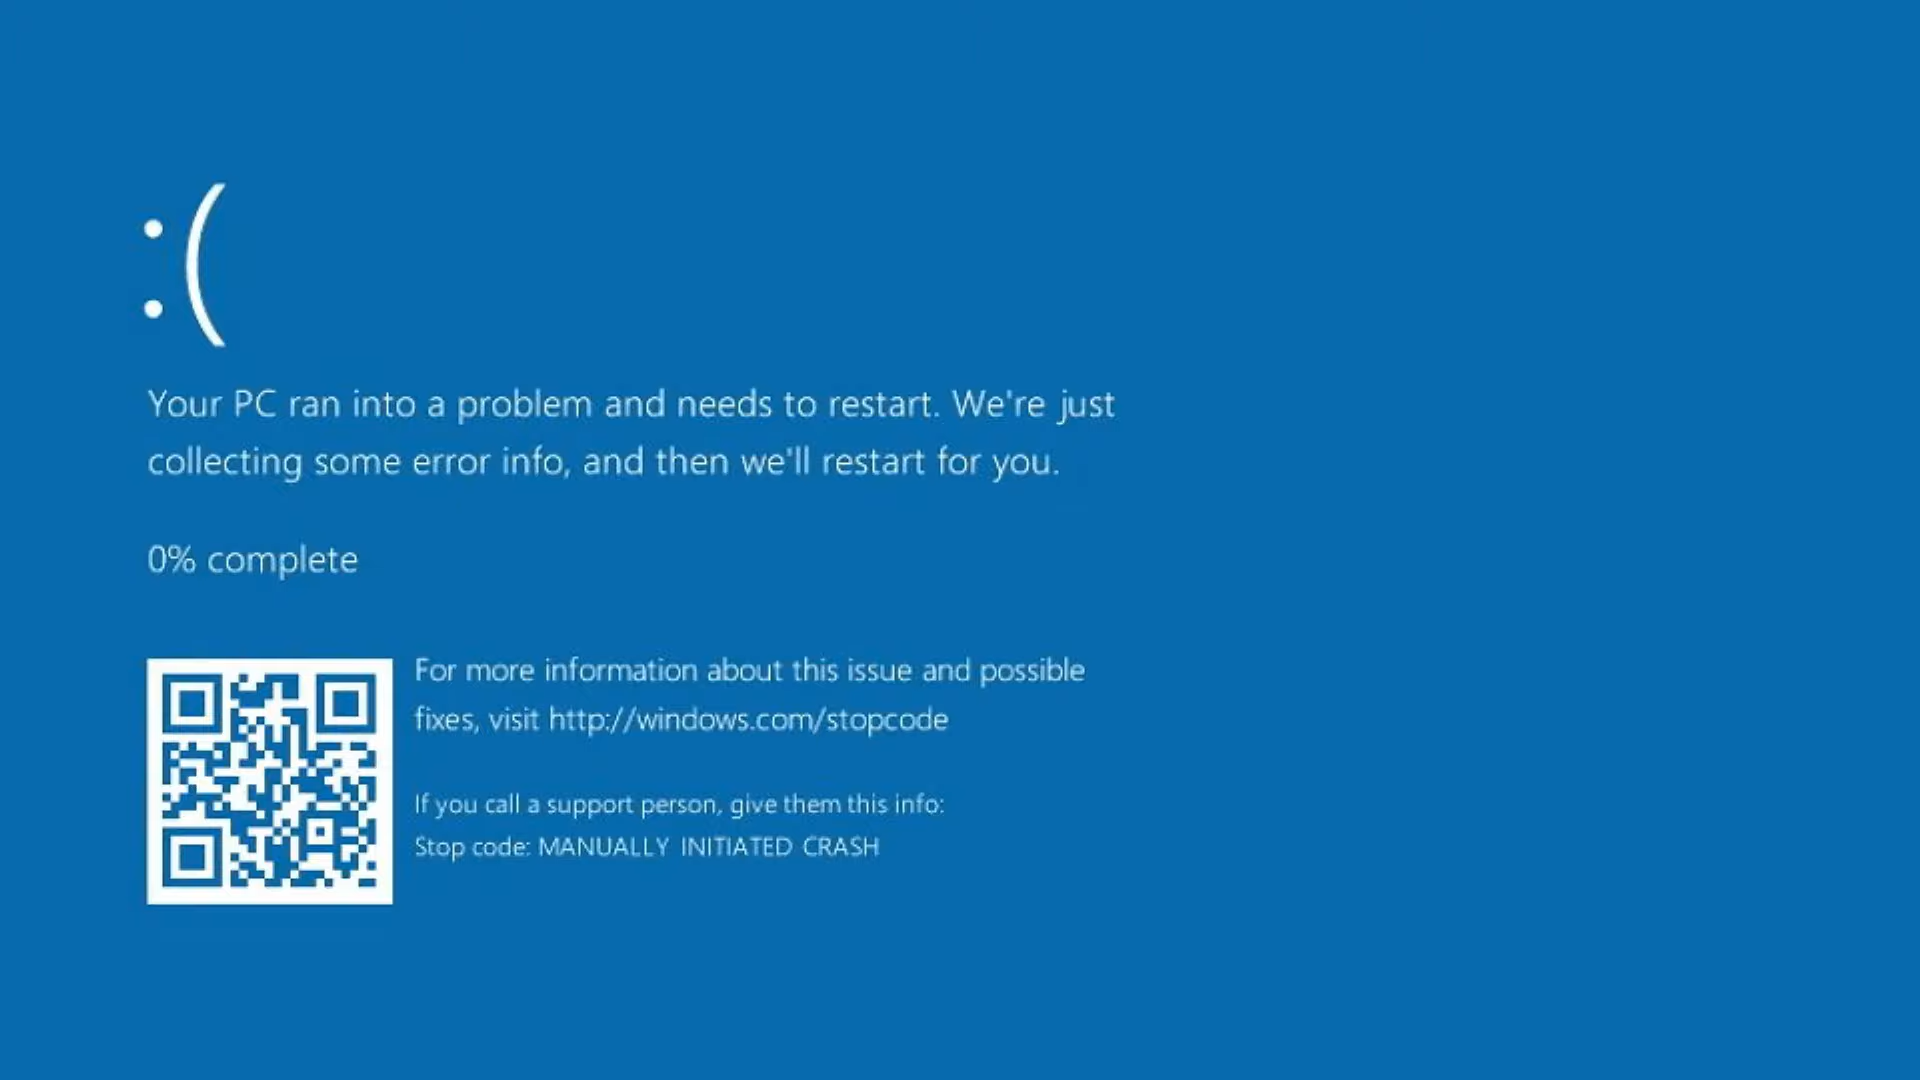 :(
Your PC ran into a problem and needs to restart. We're just
collecting some error info, and then we'll restart for you.
0% complete
For more information about this issue and possible
fixes, visit http://windows.com/stopcode
If you call a support person, give them this info:
Stop code: MANUALLY INITIATED CRASH